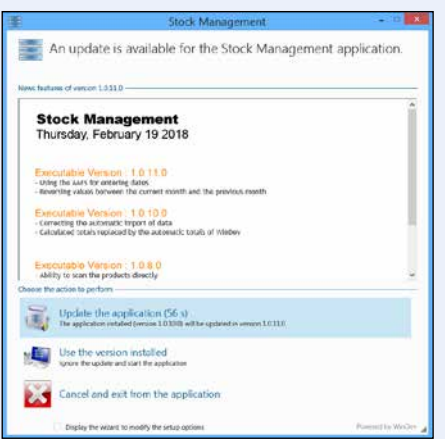 Stock Management
An update is available for the Stock Management application.
News features of version 1.0.11.0
Stock Management
Thursday, February 19 2018
Executable Version : 1.0.11.0
- Using the AAFs for entering dates
- Reverting values between the current month and the previous month
Executable Version : 1.0.10.0
- Correcting the automatic import of data
- Calculated totals replaced by the automatic totals of WinDev
Executable Version : 1.0.8.0
- Ability to scan the products directly
Choose the action to perform
Update the application (56 s)
The application installed (version 1.0.10.0) will be updated in version 1.0.11.0
Use the version installed
Ignore the update and start the application
Cancel and exit from the application
Display the wizard to modify the setup options
Powered by WinDev